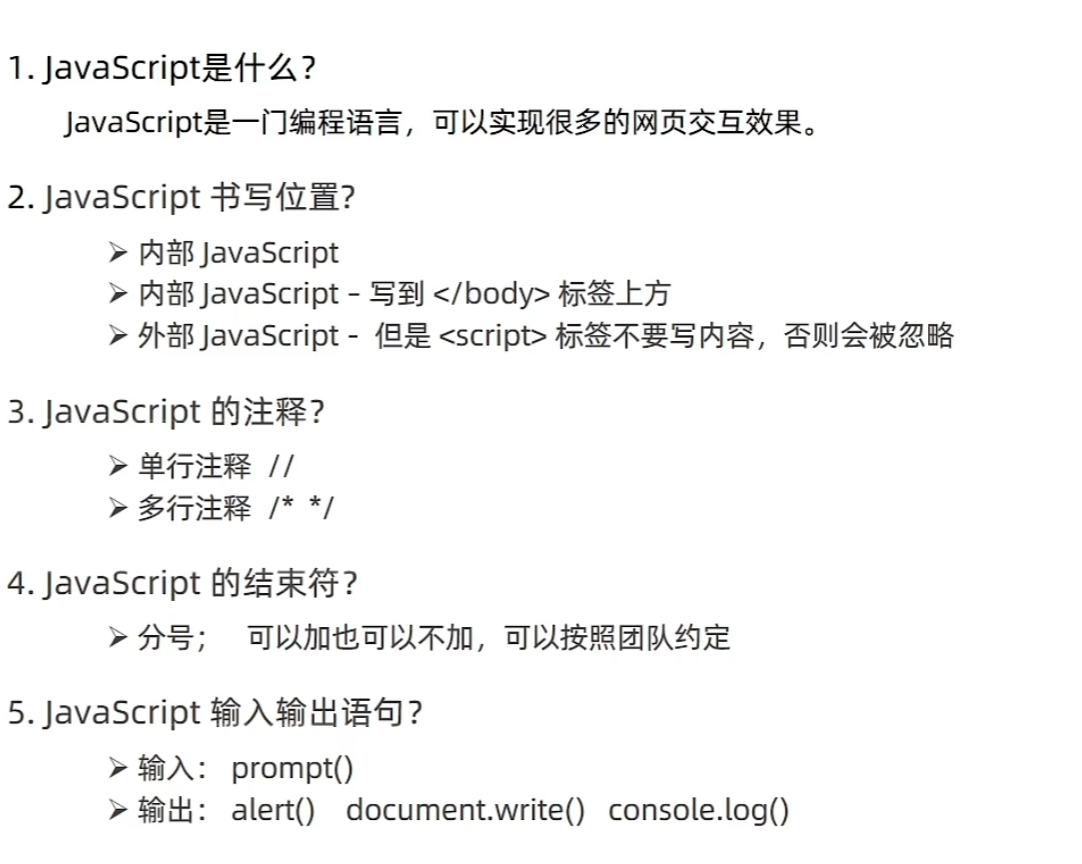 1. JavaScript是什么?
JavaScript是一门编程语言，可以实现很多的网页交互效果。
2. JavaScript 书写位置?
➢ 内部 JavaScript
➢ 内部 JavaScript – 写到 </body> 标签上方
➢ 外部 JavaScript - 但是 <script> 标签不要写内容，否则会被忽略
3. JavaScript 的注释?
➢ 单行注释 //
➢ 多行注释 /* */
4. JavaScript 的结束符?
➢ 分号； 可以加也可以不加，可以按照团队约定
5. JavaScript 输入输出语句?
➢ 输入： prompt()
➢ 输出： alert() document.write() console.log()